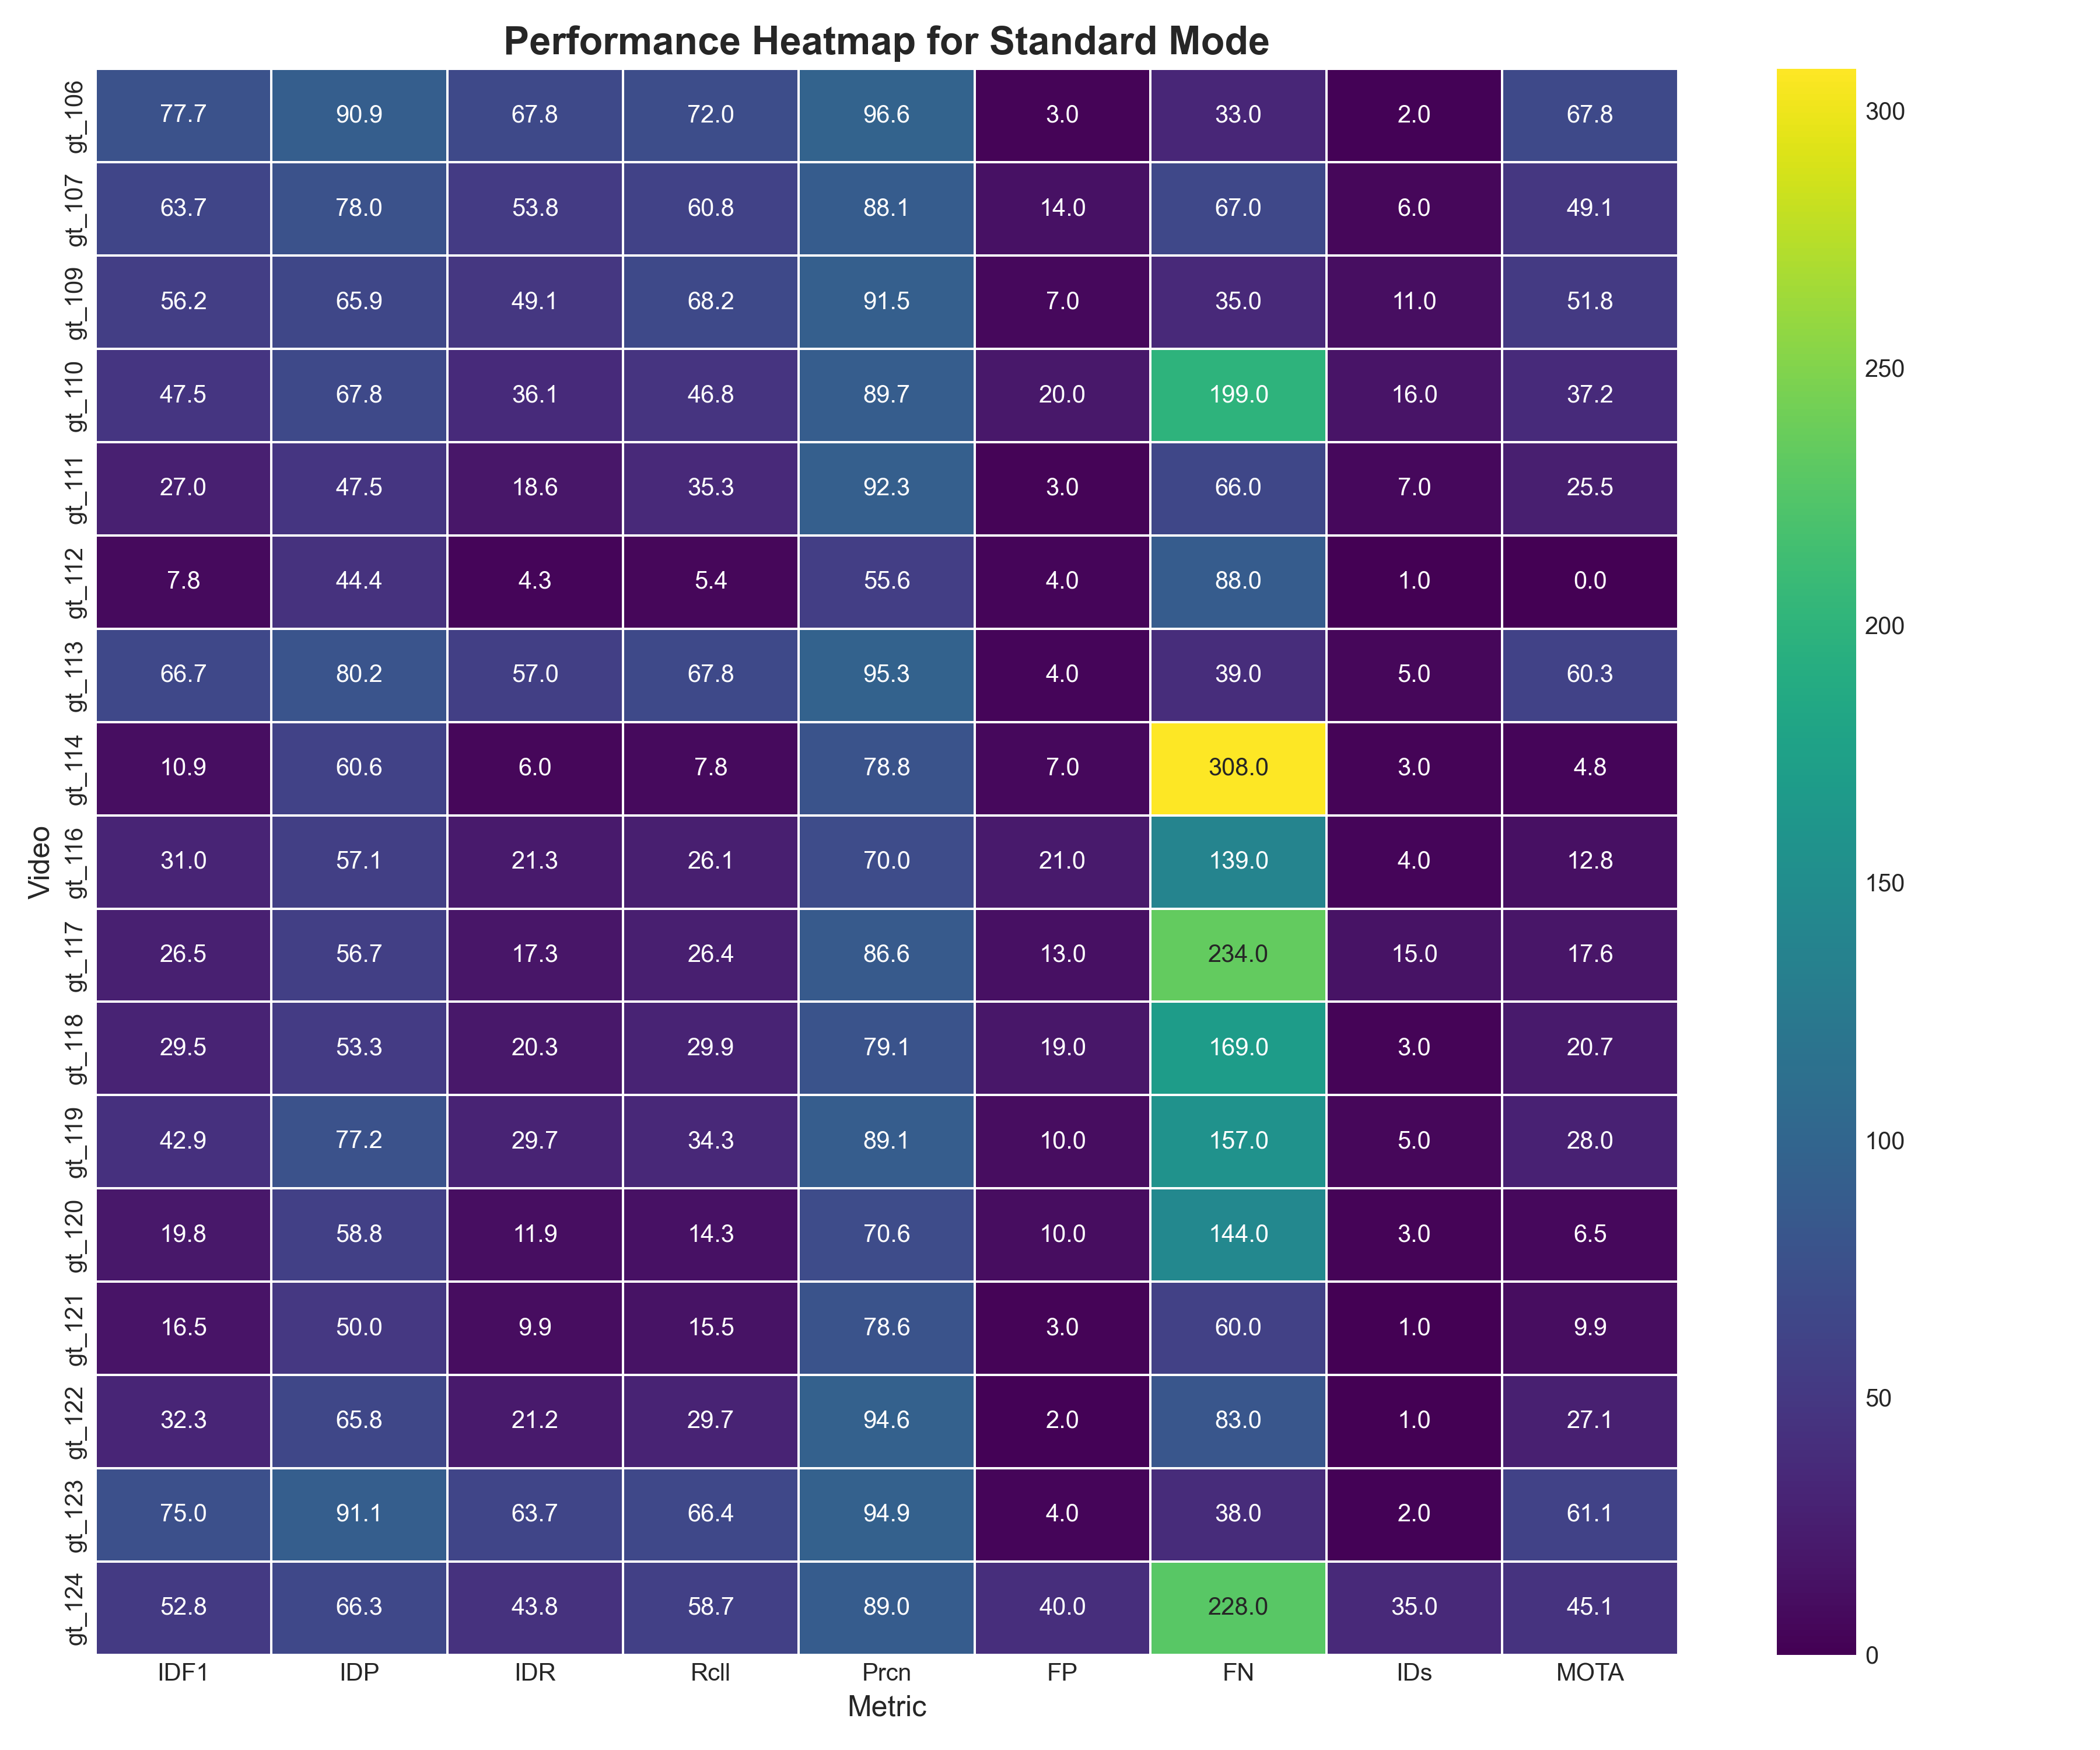 Performance Heatmap for Standard Mode
gt_106 77.7 90.9 67.8 72.0 96.6 3.0 33.0 2.0 67.8
gt_107 63.7 78.0 53.8 60.8 88.1 14.0 67.0 6.0 49.1
gt_109 56.2 65.9 49.1 68.2 91.5 7.0 35.0 11.0 51.8
gt_110 47.5 67.8 36.1 46.8 89.7 20.0 199.0 16.0 37.2
gt_111 27.0 47.5 18.6 35.3 92.3 3.0 66.0 7.0 25.5
gt_112 7.8 44.4 4.3 5.4 55.6 4.0 88.0 1.0 0.0
gt_113 66.7 80.2 57.0 67.8 95.3 4.0 39.0 5.0 60.3
gt_114 10.9 60.6 6.0 7.8 78.8 7.0 308.0 3.0 4.8
gt_116 31.0 57.1 21.3 26.1 70.0 21.0 139.0 4.0 12.8
gt_117 26.5 56.7 17.3 26.4 86.6 13.0 234.0 15.0 17.6
gt_118 29.5 53.3 20.3 29.9 79.1 19.0 169.0 3.0 20.7
gt_119 42.9 77.2 29.7 34.3 89.1 10.0 157.0 5.0 28.0
gt_120 19.8 58.8 11.9 14.3 70.6 10.0 144.0 3.0 6.5
gt_121 16.5 50.0 9.9 15.5 78.6 3.0 60.0 1.0 9.9
gt_122 32.3 65.8 21.2 29.7 94.6 2.0 83.0 1.0 27.1
gt_123 75.0 91.1 63.7 66.4 94.9 4.0 38.0 2.0 61.1
gt_124 52.8 66.3 43.8 58.7 89.0 40.0 228.0 35.0 45.1
IDF1 IDP IDR Rcll Prcn FP FN IDs MOTA
Metric
Video
300
250
200
150
100
50
0